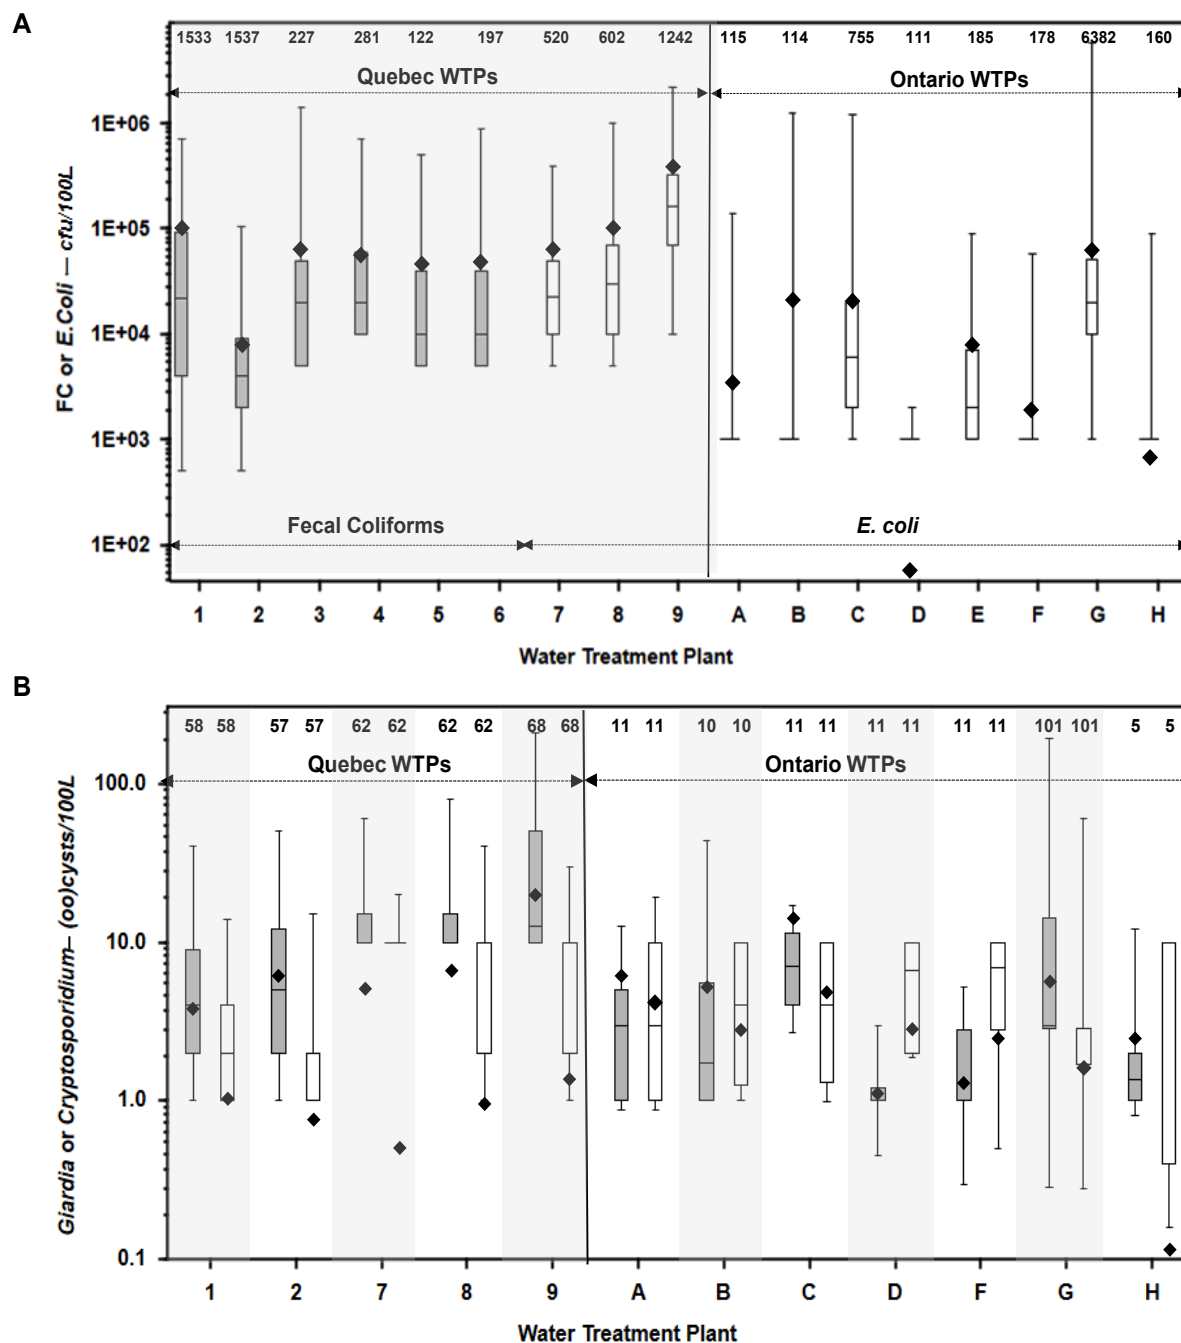 A
1533 1537 227 281 122 197 520 602 1242 115 114 755 111 185 178 6382 160
Quebec WTPs Ontario WTPs
1E+06
1E+05
1E+04
1E+03
1E+02
FC or E.Coli — cfu/100L
Fecal Coliforms E. coli
1 2 3 4 5 6 7 8 9 A B C D E F G H
Water Treatment Plant
B
58 58 57 57 62 62 62 62 68 68 11 11 10 10 11 11 11 11 11 11 101 101 5 5
Quebec WTPs Ontario WTPs
100.0
10.0
1.0
0.1
Giardia or Cryptosporidium– (oo)cysts/100L
1 2 7 8 9 A B C D F G H
Water Treatment Plant